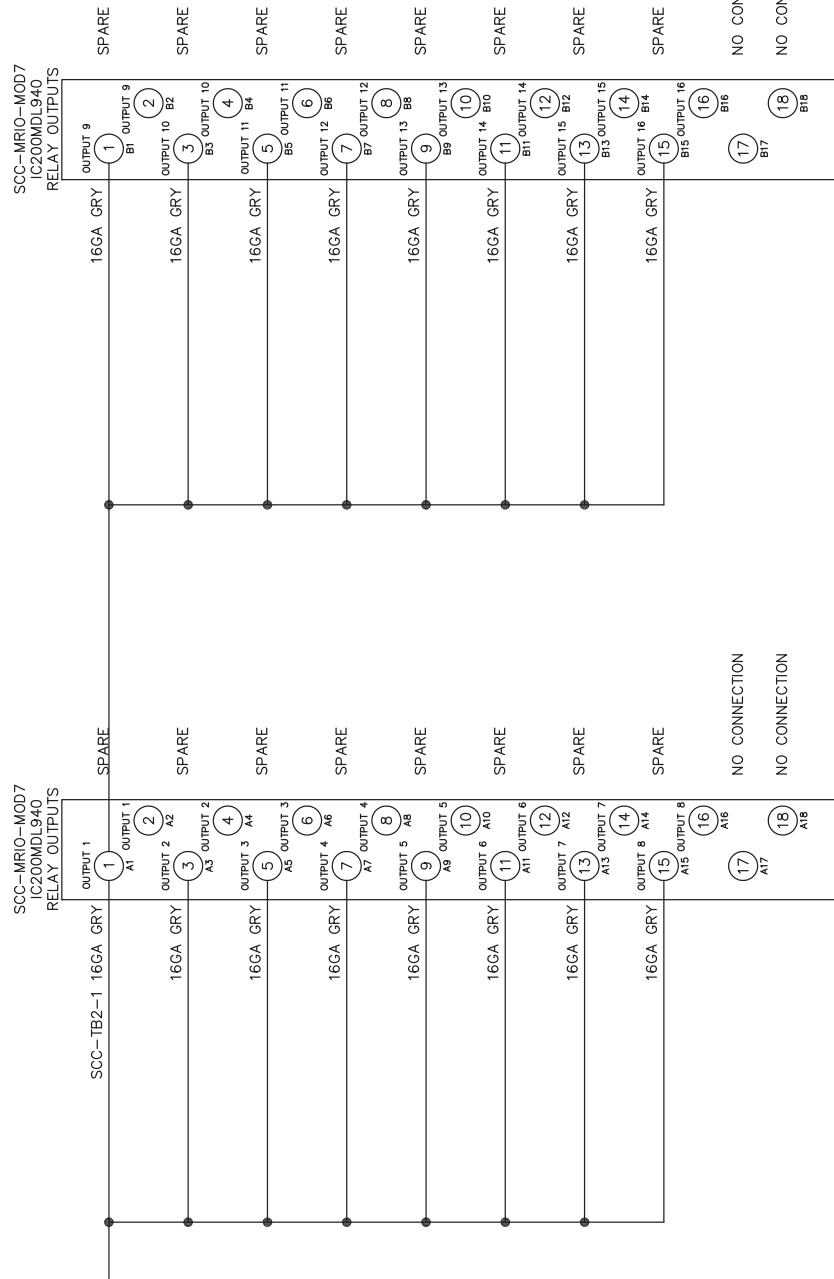 SCC-MRIO-MOD7
IC200MDL940
RELAY OUTPUTS
SCC-TB2-1 16GA GRY
OUTPUT 1
1
A1
SPARE
OUTPUT 1
2
A2
16GA GRY
OUTPUT 2
3
A3
SPARE
OUTPUT 2
4
A4
16GA GRY
OUTPUT 3
5
A5
SPARE
OUTPUT 3
6
A6
16GA GRY
OUTPUT 4
7
A7
SPARE
OUTPUT 4
8
A8
16GA GRY
OUTPUT 5
9
A9
SPARE
OUTPUT 5
10
A10
16GA GRY
OUTPUT 6
11
A11
SPARE
OUTPUT 6
12
A12
16GA GRY
OUTPUT 7
13
A13
SPARE
OUTPUT 7
14
A14
16GA GRY
OUTPUT 8
15
A15
SPARE
OUTPUT 8
16
A16
17
A17
NO CONNECTION
18
A18
NO CONNECTION
SCC-MRIO-MOD7
IC200MDL940
RELAY OUTPUTS
16GA GRY
OUTPUT 9
1
B1
SPARE
OUTPUT 9
2
B2
16GA GRY
OUTPUT 10
3
B3
SPARE
OUTPUT 10
4
B4
16GA GRY
OUTPUT 11
5
B5
SPARE
OUTPUT 11
6
B6
16GA GRY
OUTPUT 12
7
B7
SPARE
OUTPUT 12
8
B8
16GA GRY
OUTPUT 13
9
B9
SPARE
OUTPUT 13
10
B10
16GA GRY
OUTPUT 14
11
B11
SPARE
OUTPUT 14
12
B12
16GA GRY
OUTPUT 15
13
B13
SPARE
OUTPUT 15
14
B14
16GA GRY
OUTPUT 16
15
B15
SPARE
OUTPUT 16
16
B16
17
B17
NO CON
18
B18
NO CON